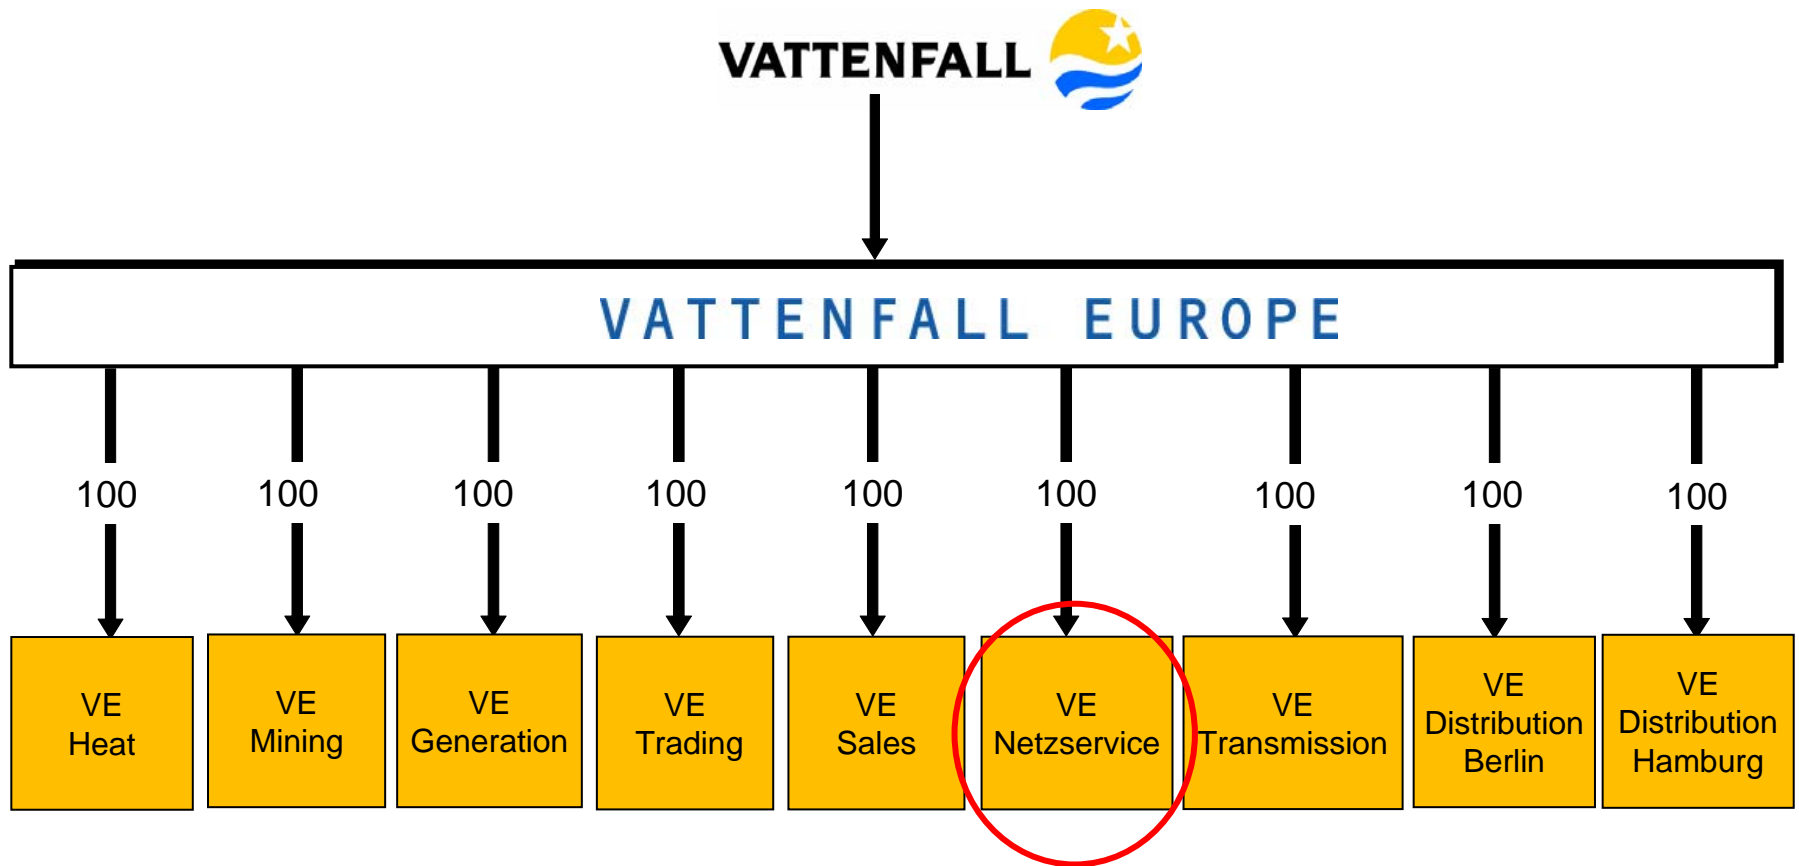 VATTENFALL
VATTENFALL EUROPE
100 100 100 100 100 100 100 100 100
VE
Heat
VE
Mining
VE
Generation
VE
Trading
VE
Sales
VE
Netzservice
VE
Transmission
VE
Distribution
Berlin
VE
Distribution
Hamburg